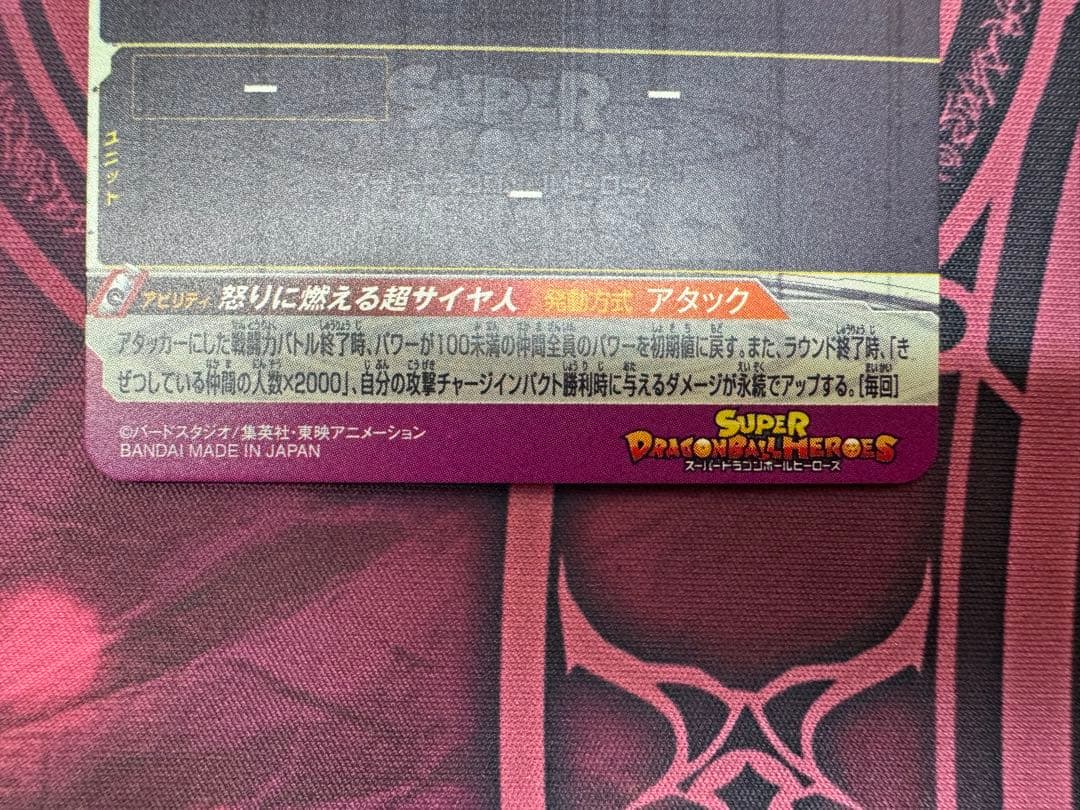 ー
ー
ユニット
ー
アビリティ 怒りに燃える超サイヤ人 発動方式 アタック
アタッカーにした戦闘力バトル終了時、パワーが100未満の仲間全員のパワーを初期値に戻す。また、ラウンド終了時、「き
ぜつしている仲間の人数×2000」、自分の攻撃チャージインパクト勝利時に与えるダメージが永続でアップする。[毎回]
©バードスタジオ/集英社・東映アニメーション
BANDAI MADE IN JAPAN
SUPER
DRAGONBALL HEROES
スーパードラゴンボールヒーローズ